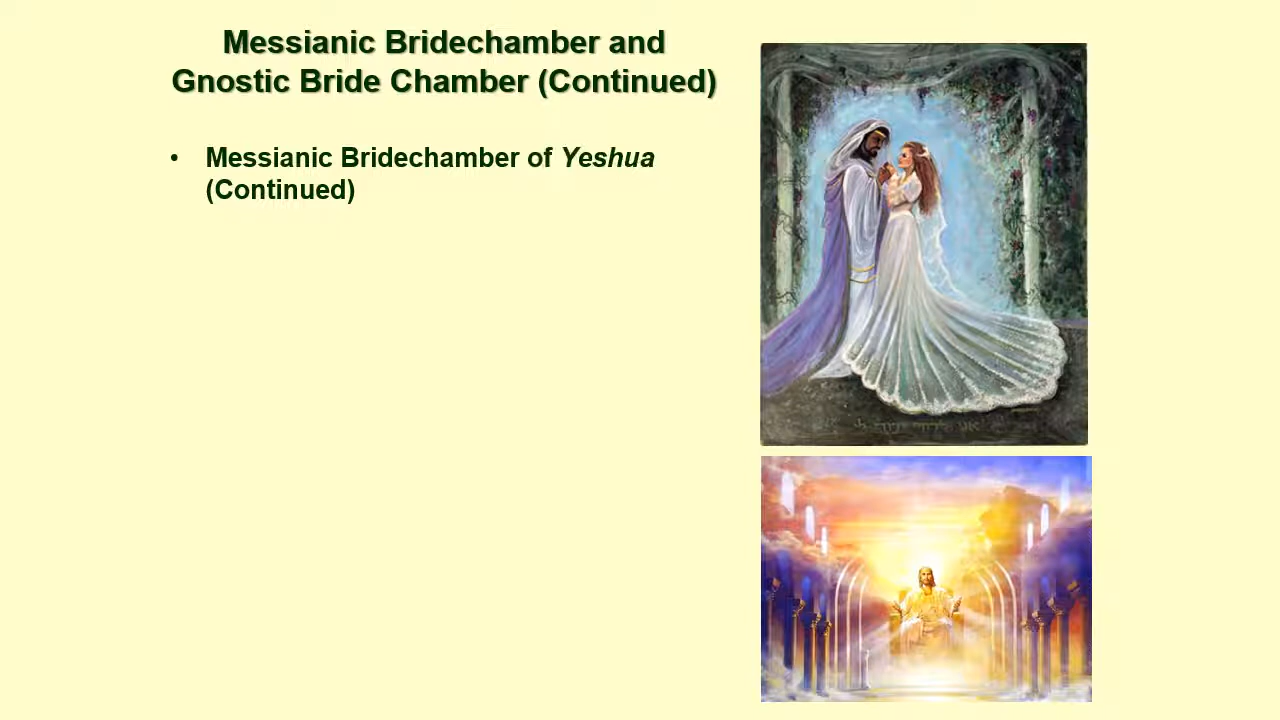 Messianic Bridechamber and
Gnostic Bride Chamber (Continued)
• Messianic Bridechamber of Yeshua
(Continued)